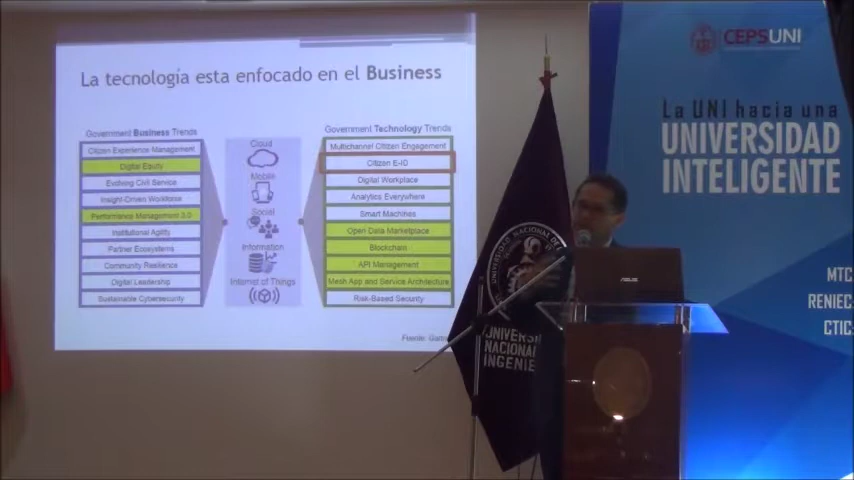 La tecnología esta enfocado en el Business
Government Business Trends
Citizen Experience Management
Digital Equity
Evolving Civil Service
Insight-Driven Workforce
Performance Management 3.0
Institutional Agility
Partner Ecosystems
Community Resilience
Digital Leadership
Sustainable Cybersecurity
Cloud
Mobile
Social
Information
Internet of Things
Government Technology Trends
Multichannel Citizen Engagement
Citizen E-ID
Digital Workplace
Analytics Everywhere
Smart Machines
Open Data Marketplace
Blockchain
API Management
Mesh App and Service Architecture
Risk-Based Security
Fuente:
UNIVERSIDAD NACIONAL DE
NACIONAL
ASUS
CEPSUNI
La UNI hacia una
UNIVERSIDAD
INTELIGENTE
MTC
RENIEC
CTIC